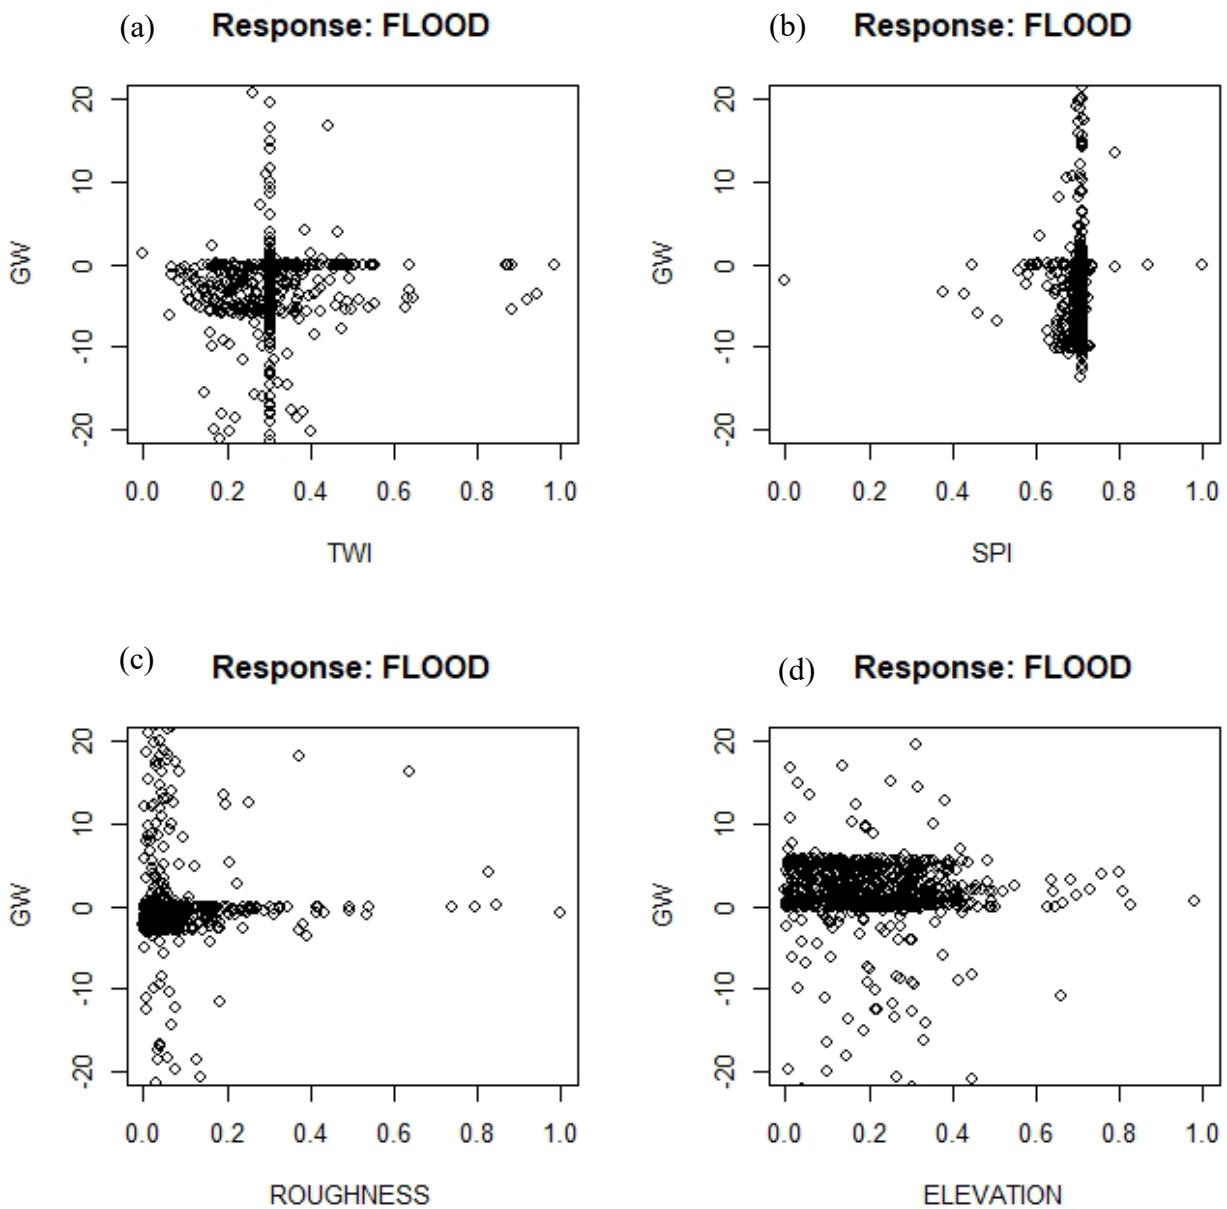 (a) Response: FLOOD
GW
20
10
0
-10
-20
0.0 0.2 0.4 0.6 0.8 1.0
TWI
(b) Response: FLOOD
GW
20
10
0
-10
-20
0.0 0.2 0.4 0.6 0.8 1.0
SPI
(c) Response: FLOOD
GW
20
10
0
-10
-20
0.0 0.2 0.4 0.6 0.8 1.0
ROUGHNESS
(d) Response: FLOOD
GW
20
10
0
-10
-20
0.0 0.2 0.4 0.6 0.8 1.0
ELEVATION